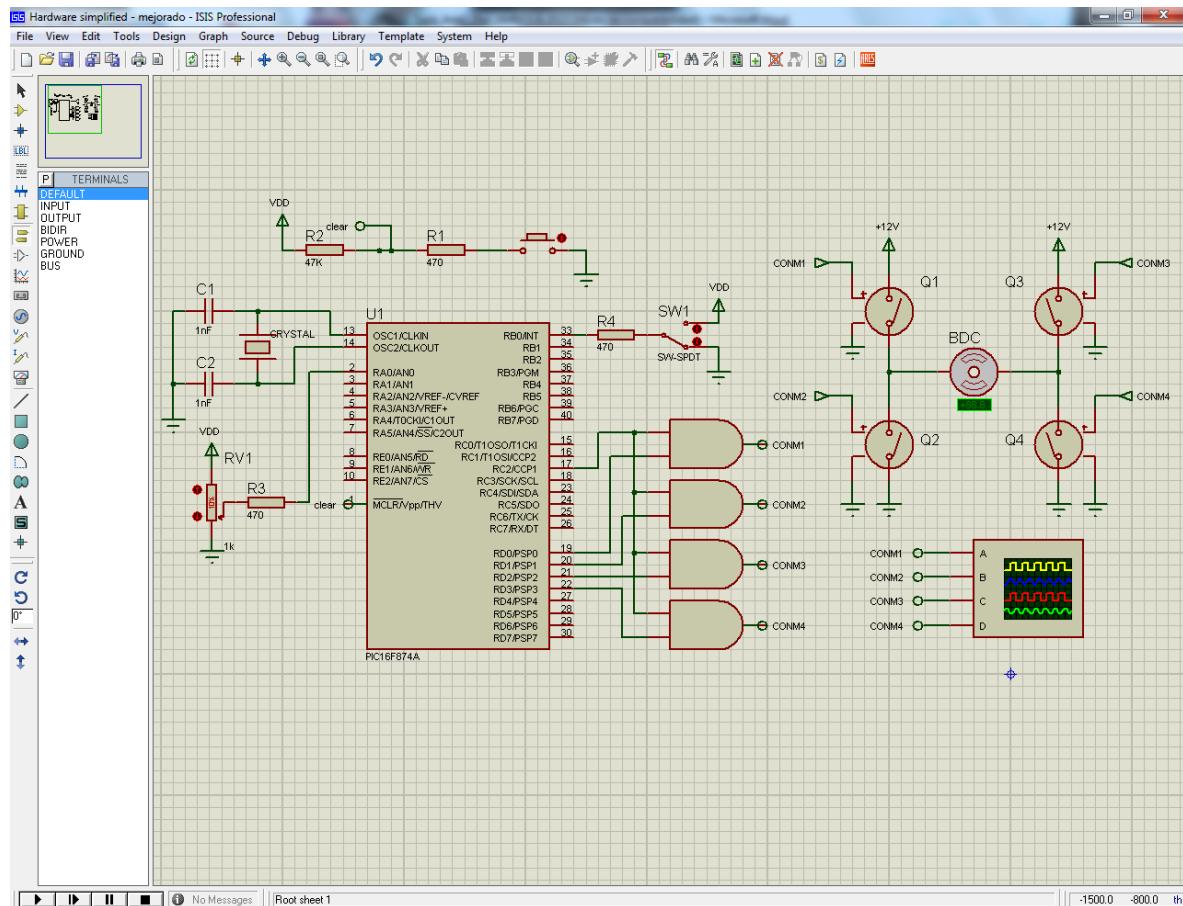 Hardware simplified - mejorado - ISIS Professional
File View Edit Tools Design Graph Source Debug Library Template System Help
P TERMINALS
DEFAULT
INPUT
OUTPUT
BIDIR
POWER
GROUND
BUS
LBL
A
S
0°
VDD
clear
R2
47K
R1
470
C1
1nF
CRYSTAL
C2
1nF
VDD
RV1
1k
R3
470
clear
U1
13 OSC1/CLKIN
14 OSC2/CLKOUT
2 RA0/AN0
3 RA1/AN1
4 RA2/AN2/VREF-/CVREF
5 RA3/AN3/VREF+
6 RA4/T0CKI/C1OUT
7 RA5/AN4/SS/C2OUT
8 RE0/AN5/RD
9 RE1/AN6/WR
10 RE2/AN7/CS
1 MCLR/Vpp/THV
RB0/INT 33
RB1 34
RB2 35
RB3/PGM 36
RB4 37
RB5 38
RB6/PGC 39
RB7/PGD 40
RC0/T1OSO/T1CKI 15
RC1/T1OSI/CCP2 16
RC2/CCP1 17
RC3/SCK/SCL 18
RC4/SDI/SDA 23
RC5/SDO 24
RC6/TX/CK 25
RC7/RX/DT 26
RD0/PSP0 19
RD1/PSP1 20
RD2/PSP2 21
RD3/PSP3 22
RD4/PSP4 27
RD5/PSP5 28
RD6/PSP6 29
RD7/PSP7 30
PIC16F874A
R4
470
SW1
SW-SPDT
VDD
CONM1
CONM2
CONM3
CONM4
+12V
+12V
CONM1
Q1
Q3
CONM3
BDC
CONM2
Q2
Q4
CONM4
CONM1 A
CONM2 B
CONM3 C
CONM4 D
No Messages
Root sheet 1
-1500.0 -800.0 th